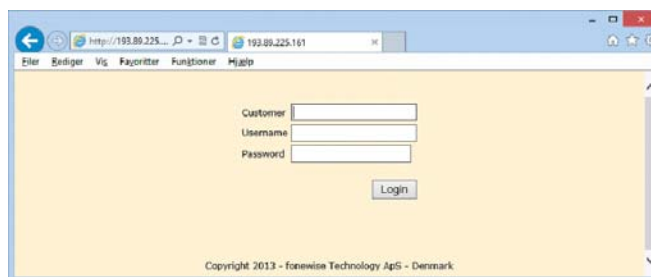 http://193.89.225....
193.89.225.161
Filer Rediger Vis Favoritter Funktioner Hjælp
Customer
Username
Password
Login
Copyright 2013 - fonewise Technology ApS - Denmark